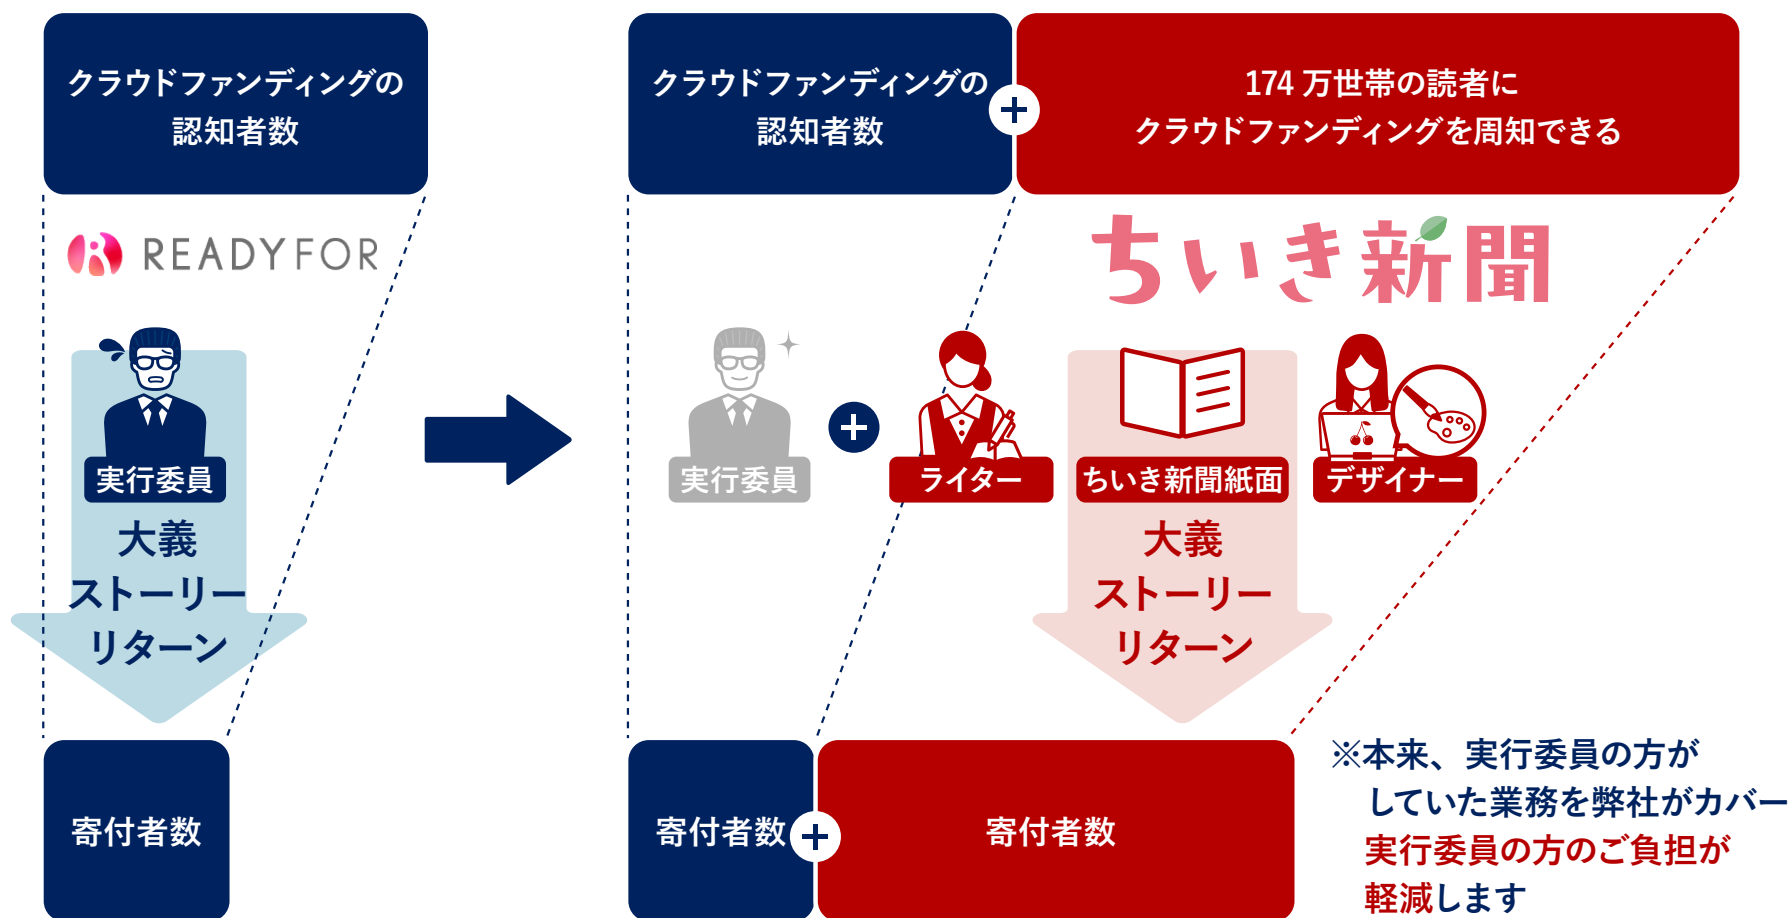 クラウドファンディングの
認知者数
READYFOR
実行委員
大義
ストーリー
リターン
寄付者数
クラウドファンディングの
認知者数
+
174万世帯の読者に
クラウドファンディングを周知できる
ちいき新聞
実行委員
+
ライター
ちいき新聞紙面
デザイナー
大義
ストーリー
リターン
寄付者数
+
寄付者数
※本来、実行委員の方が
していた業務を弊社がカバー
実行委員の方のご負担が
軽減します